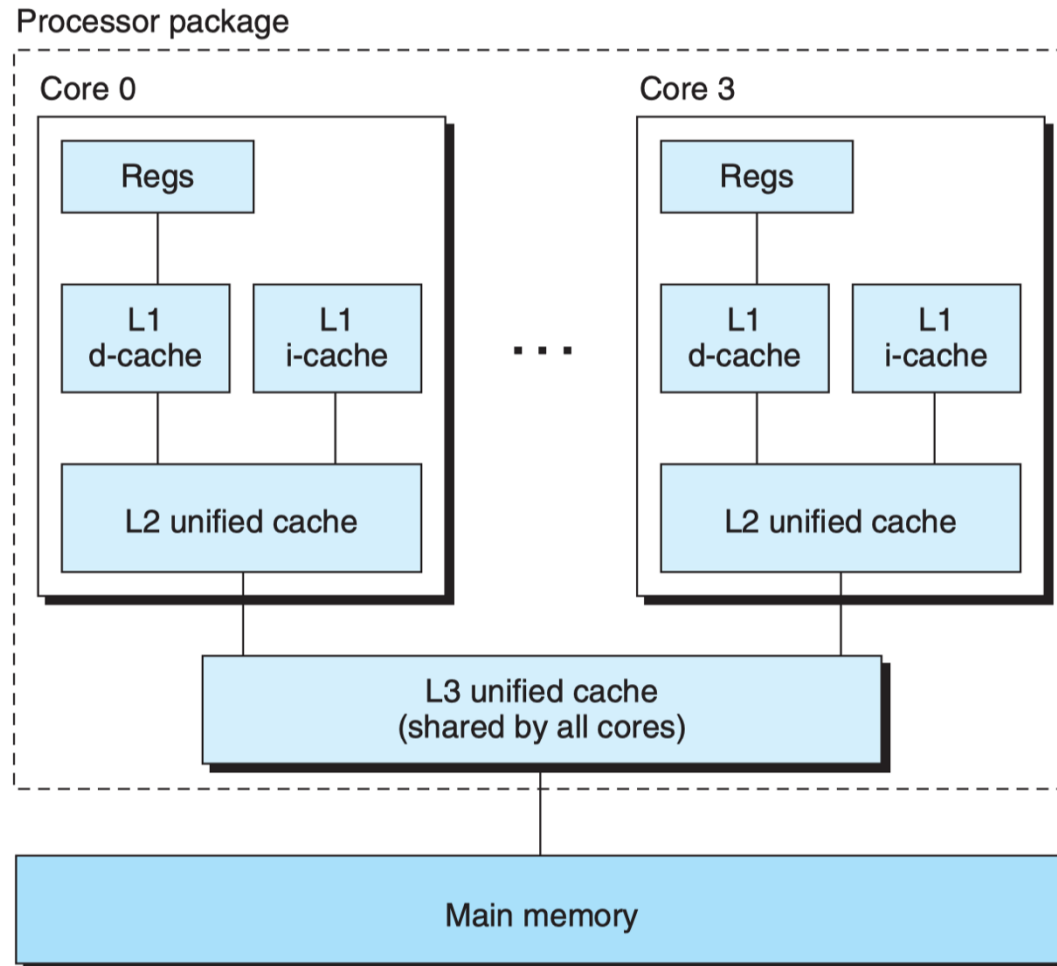 Processor package
Core 0
Core 3
Regs
Regs
L1
d-cache
L1
i-cache
...
L1
d-cache
L1
i-cache
L2 unified cache
L2 unified cache
L3 unified cache
(shared by all cores)
Main memory